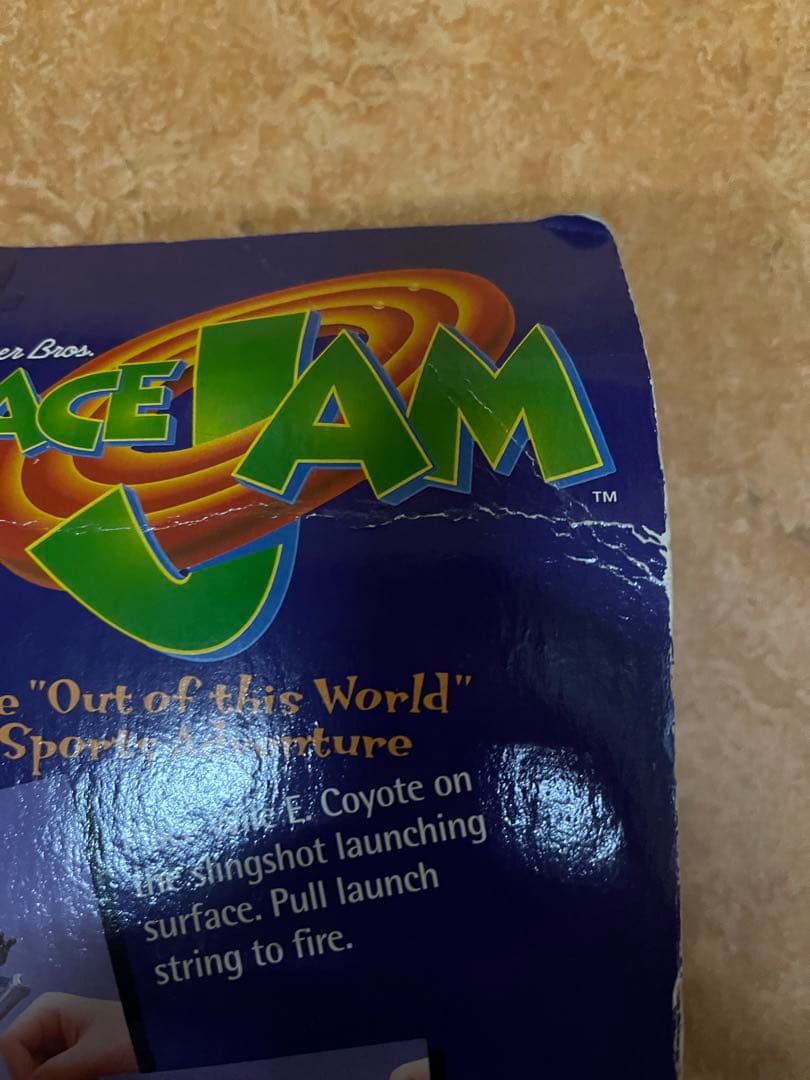 er Bros.
ACE JAM
TM
e "Out of this World"
Sports Adventure
E. Coyote on
the slingshot launching
surface. Pull launch
string to fire.